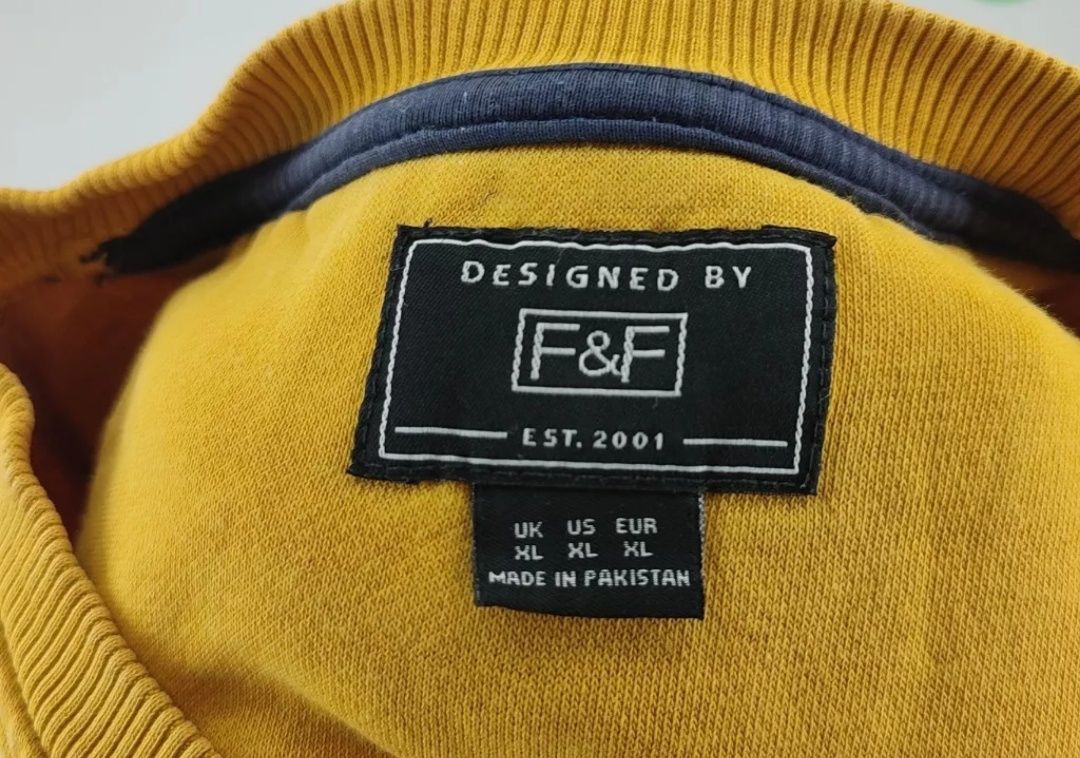 DESIGNED BY
F&F
EST. 2001
UK US EUR
XL XL XL
MADE IN PAKISTAN